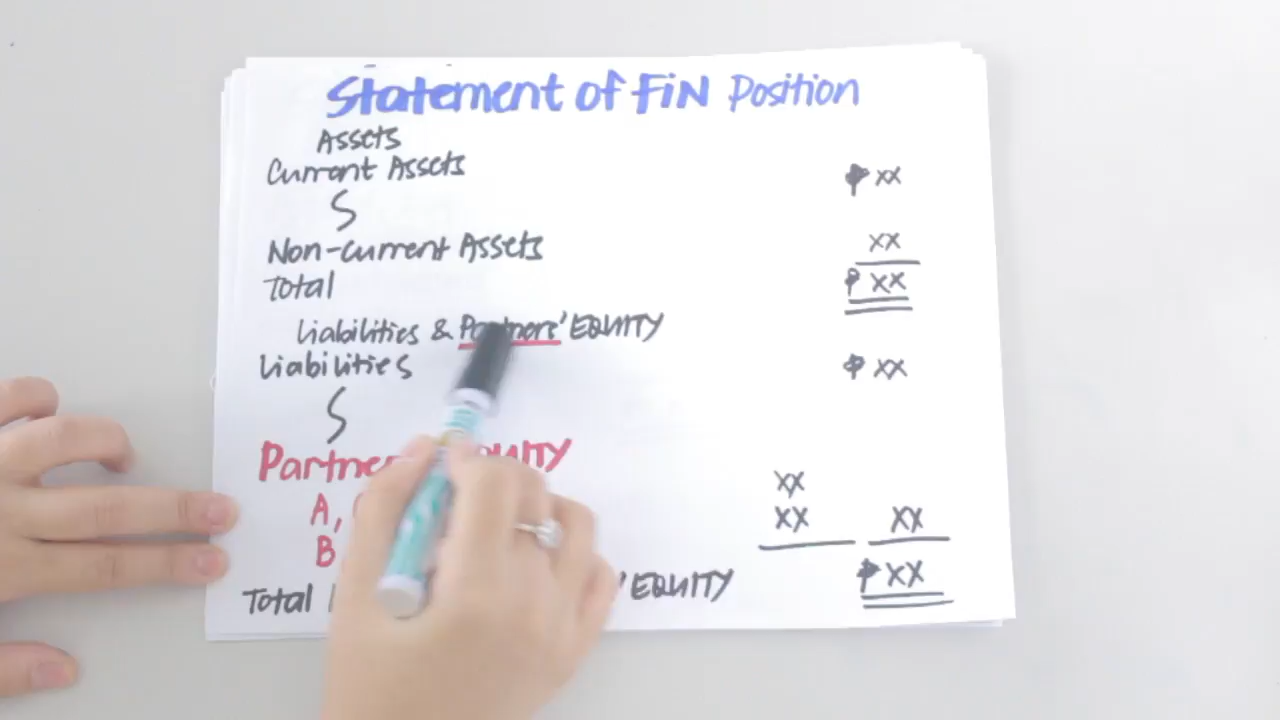 Statement of FIN Position
Assets
Current Assets ₱ xx
Non-current Assets xx
Total ₱ xx
Liabilities & Partners' EQUITY
Liabilities ₱ xx
xx
A, xx xx
B
Total EQUITY ₱ xx